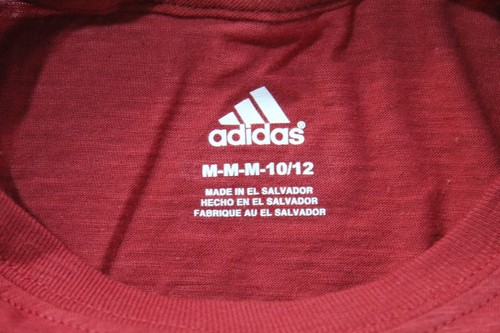 adidas®
M-M-M-10/12
MADE IN EL SALVADOR
HECHO EN EL SALVADOR
FABRIQUE AU EL SALVADOR